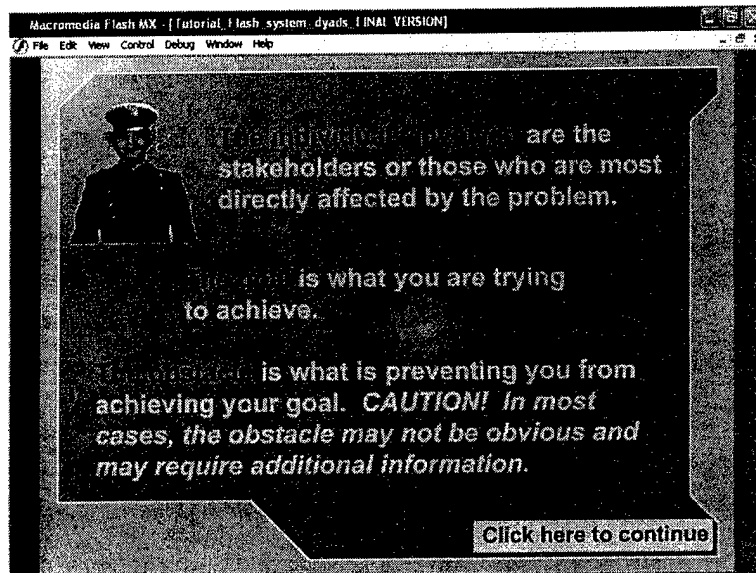 Macromedia Flash MX - [Tutorial_Flash_system_dyads_FINAL VERSION]
File Edit View Control Debug Window Help
are the
stakeholders or those who are most
directly affected by the problem.
is what you are trying
to achieve.
is what is preventing you from
achieving your goal. CAUTION! In most
cases, the obstacle may not be obvious and
may require additional information.
Click here to continue